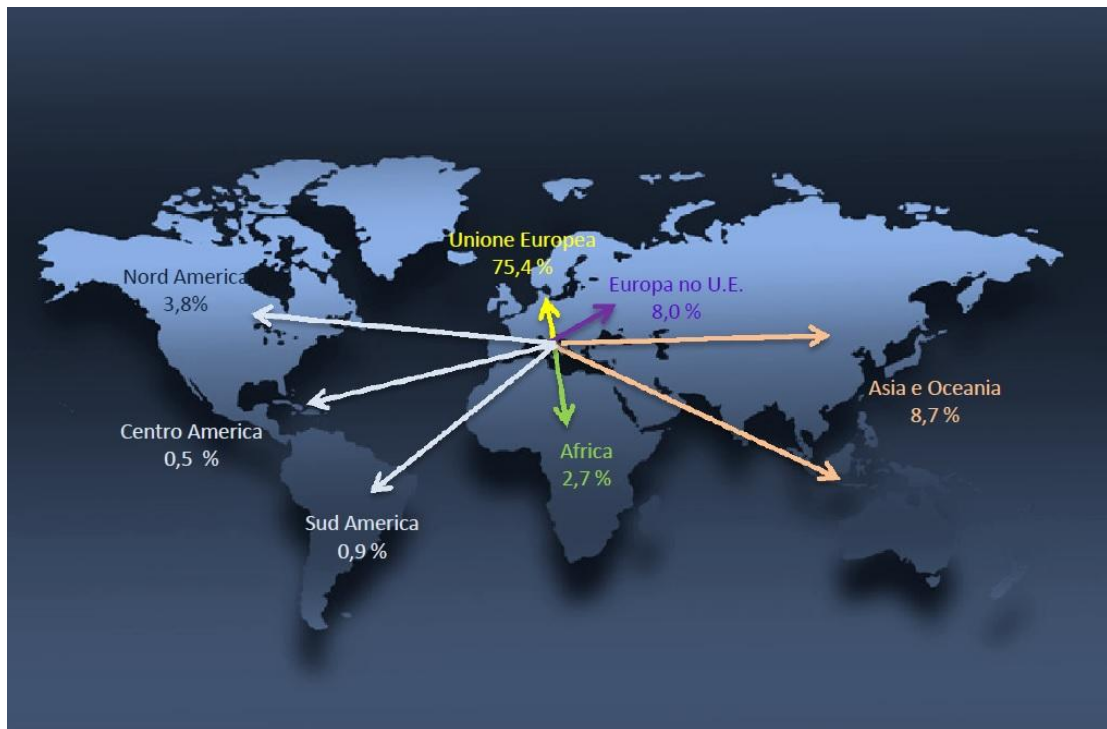 Unione Europea
75,4 %
Nord America
3,8%
Europa no U.E.
8,0 %
Asia e Oceania
8,7 %
Centro America
0,5 %
Africa
2,7 %
Sud America
0,9 %